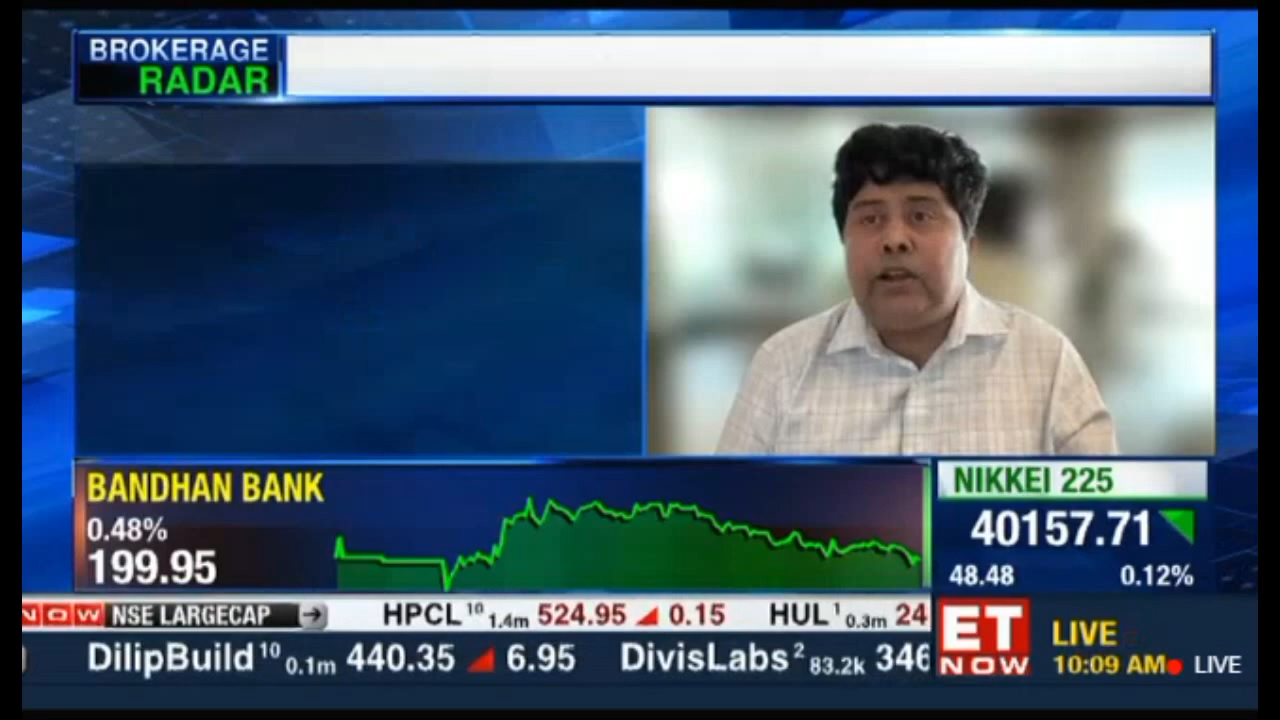 BROKERAGE
RADAR
BANDHAN BANK
0.48%
199.95
NIKKEI 225
40157.71
48.48 0.12%
NOW NSE LARGECAP HPCL 10 1.4m 524.95 0.15 HUL 1 0.3m 24
DilipBuild 10 0.1m 440.35 6.95 DivisLabs 2 83.2k 346
ET
NOW
LIVE
10:09 AM LIVE